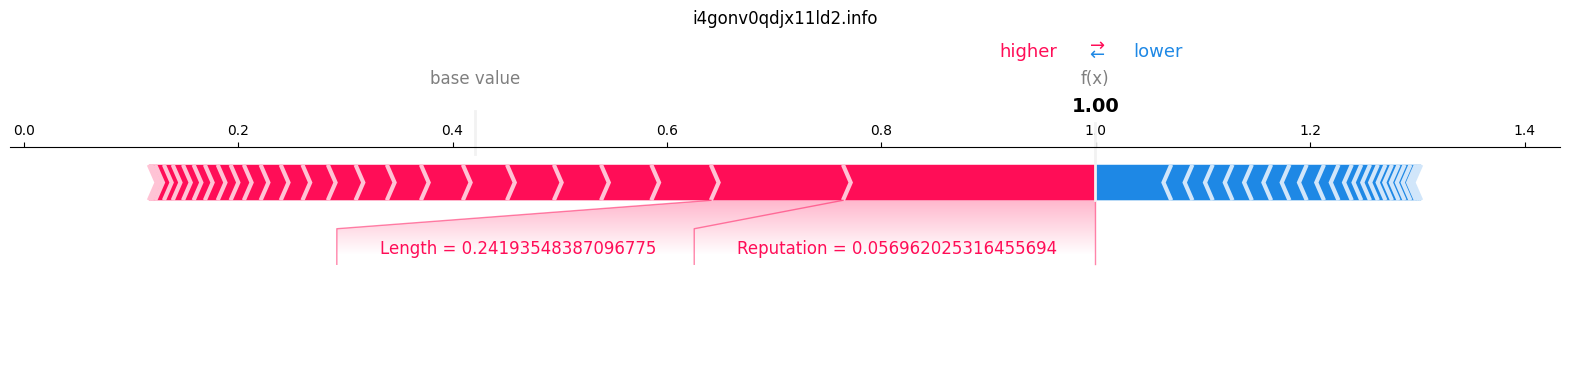 i4gonv0qdjx11ld2.info
higher ⇄ lower
base value f(x)
1.00
0.0 0.2 0.4 0.6 0.8 1.0 1.2 1.4
Length = 0.24193548387096775 Reputation = 0.056962025316455694